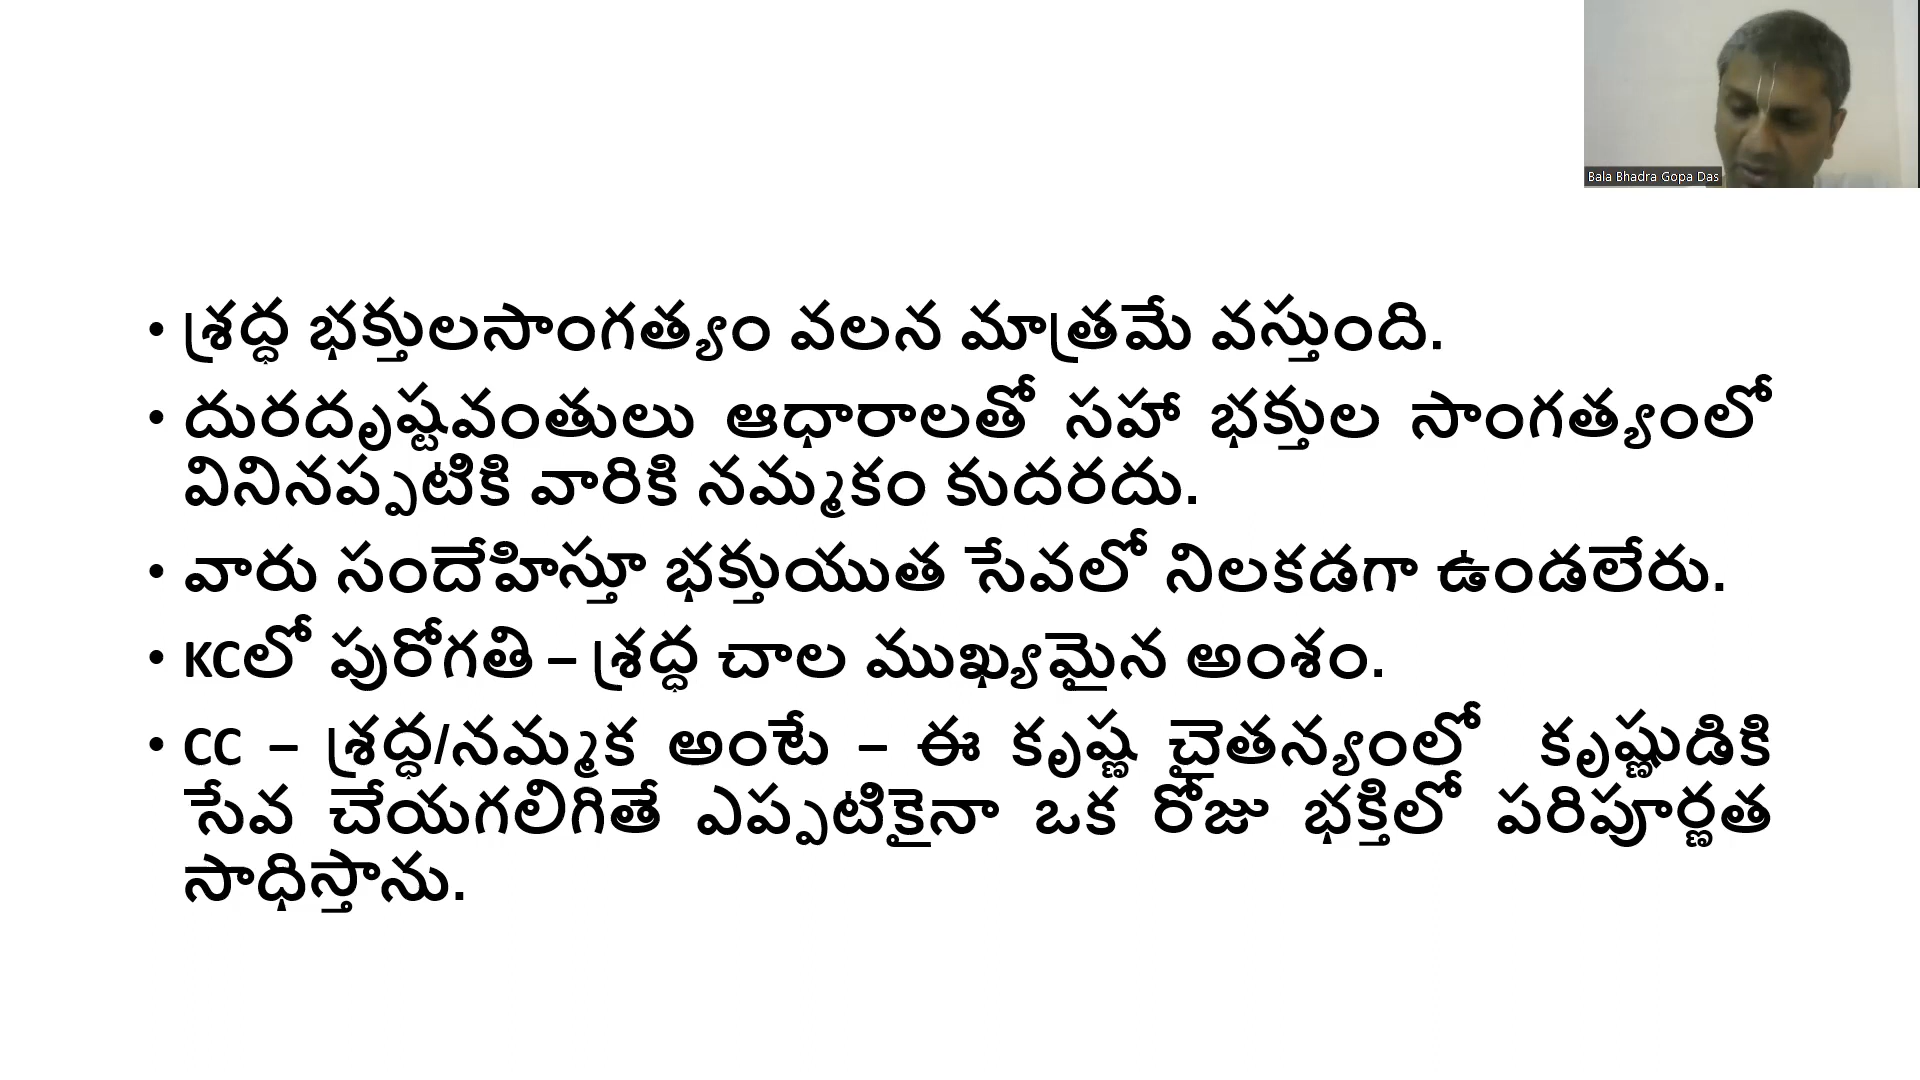 Bala Bhadra Gopa Das
• శ్రద్ధ భక్తులసాంగత్యం వలన మాత్రమే వస్తుంది.
• దురదృష్టవంతులు ఆధారాలతో సహా భక్తుల సాంగత్యంలో
వినినప్పటికి వారికి నమ్మకం కుదరదు.
• వారు సందేహిస్తూ భక్తుయుత సేవలో నిలకడగా ఉండలేరు.
• KCలో పురోగతి – శ్రద్ధ చాల ముఖ్యమైన అంశం.
• CC – శ్రద్ధ/నమ్మక అంటే – ఈ కృష్ణ చైతన్యంలో కృష్ణుడికి
సేవ చేయగలిగితే ఎప్పటికైనా ఒక రోజు భక్తిలో పరిపూర్ణత
సాధిస్తాను.